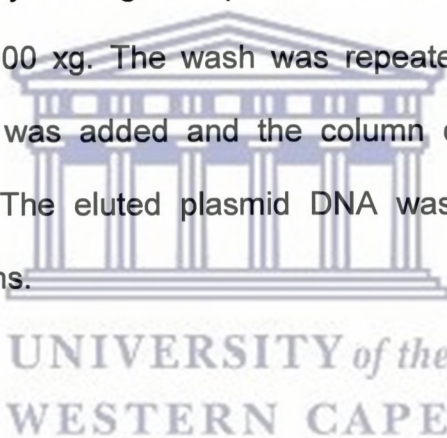 00 xg. The wash was repeate
was added and the column
The eluted plasmid DNA was
ns.
UNIVERSITY of the
WESTERN CAPE